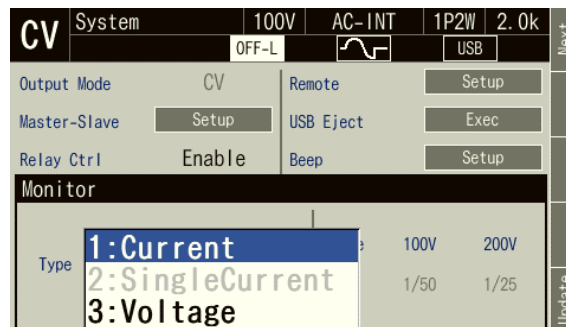 CV System 100V AC-INT 1P2W 2.0k
OFF-L USB
Next
Output Mode CV Remote Setup
Master-Slave Setup USB Eject Exec
Relay Ctrl Enable Beep Setup
Monitor
1:Current 100V 200V
Type
2:SingleCurrent 1/50 1/25
3:Voltage
Update